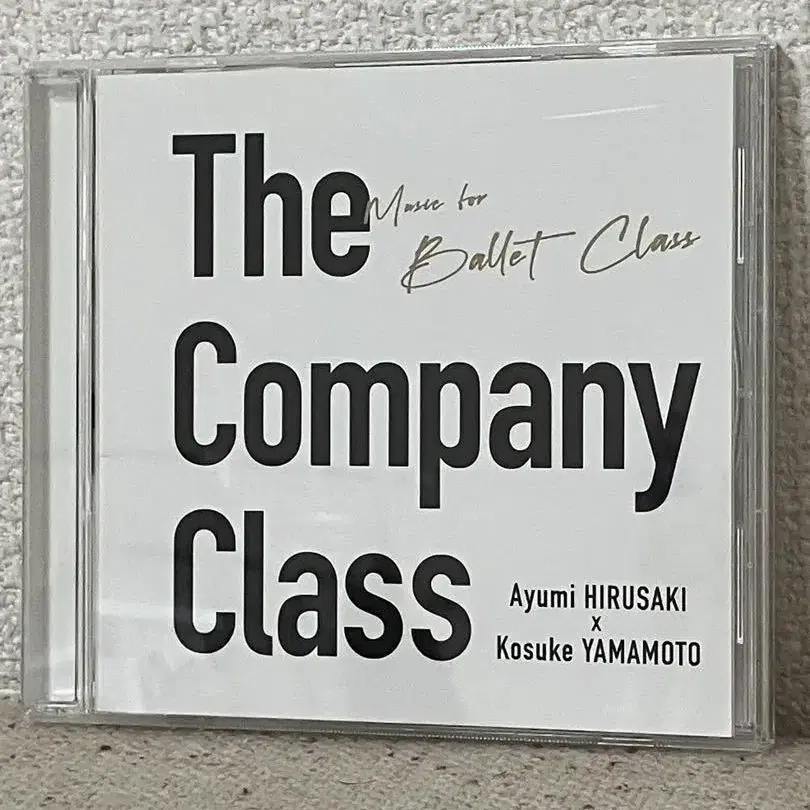 The
Music for
Ballet Class
Company
Class
Ayumi HIRUSAKI
x
Kosuke YAMAMOTO